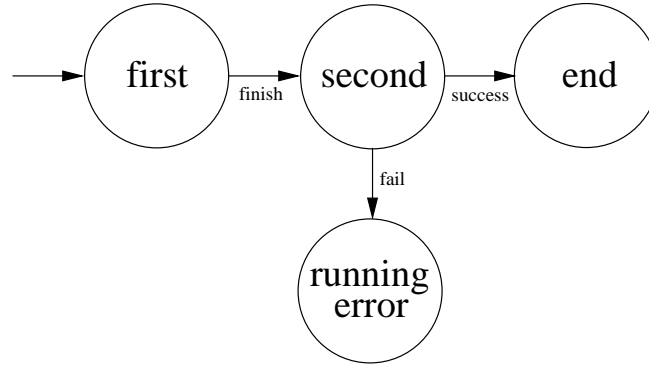 first
finish
second
success
end
fail
running
error